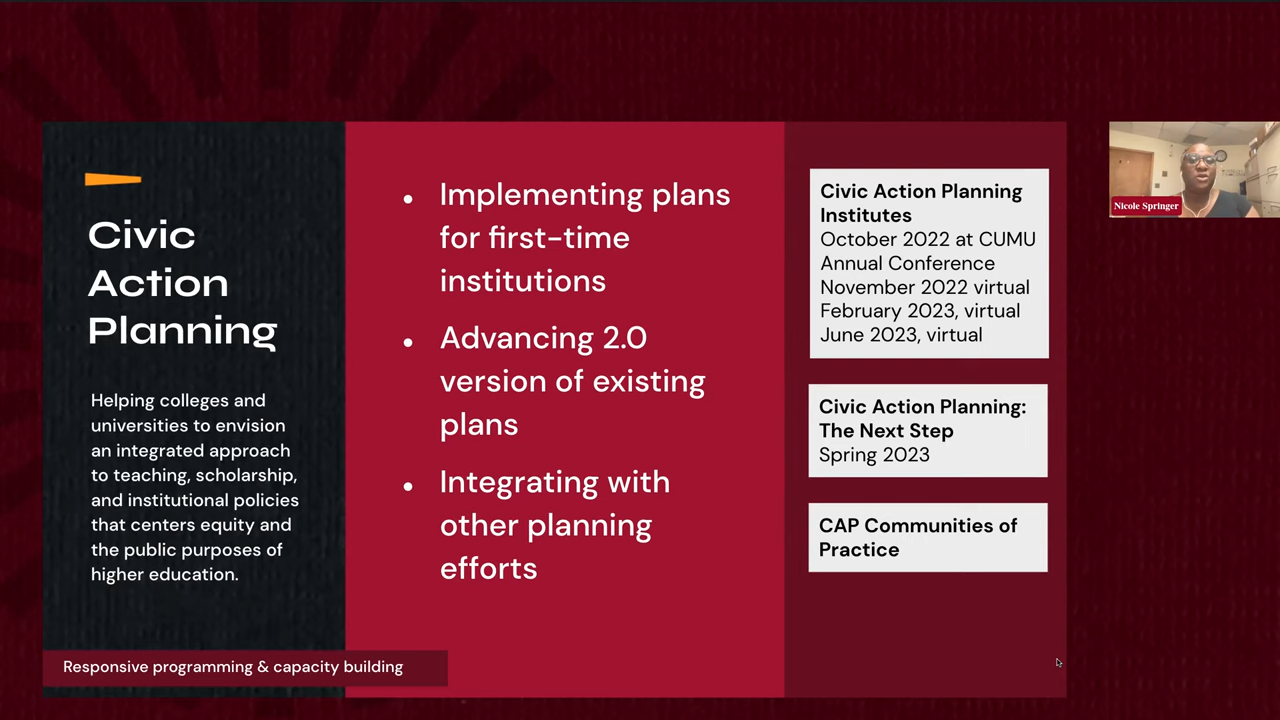 Civic
Action
Planning
Helping colleges and
universities to envision
an integrated approach
to teaching, scholarship,
and institutional policies
that centers equity and
the public purposes of
higher education.
Responsive programming & capacity building
• Implementing plans
for first-time
institutions
• Advancing 2.0
version of existing
plans
• Integrating with
other planning
efforts
Civic Action Planning
Institutes
October 2022 at CUMU
Annual Conference
November 2022 virtual
February 2023, virtual
June 2023, virtual
Civic Action Planning:
The Next Step
Spring 2023
CAP Communities of
Practice
Nicole Springer